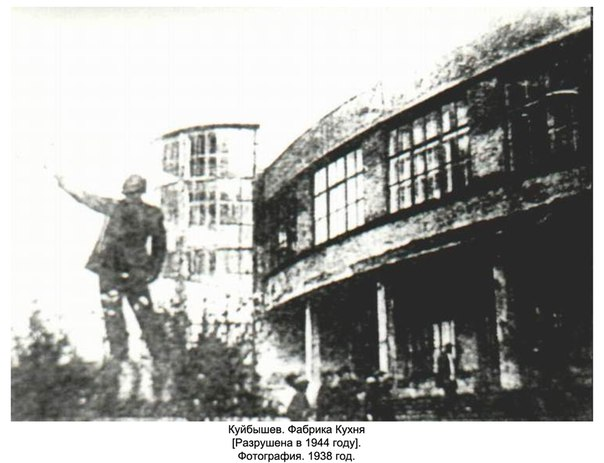 Куйбышев. Фабрика Кухня
[Разрушена в 1944 году].
Фотография. 1938 год.